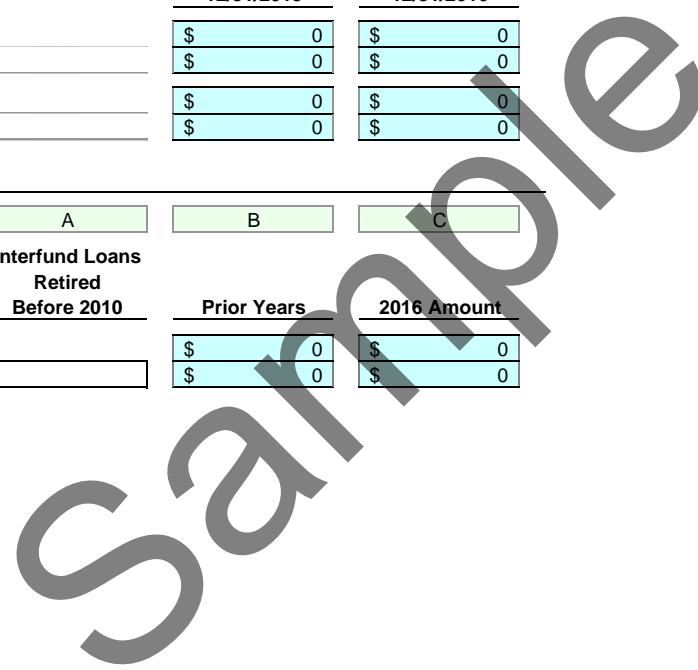 $ 0 $ 0
$ 0 $ 0
$ 0 $ 0
$ 0 $ 0
A B C
nterfund Loans
Retired
Before 2010 Prior Years 2016 Amount
$ 0 $ 0
$ 0 $ 0
Sample